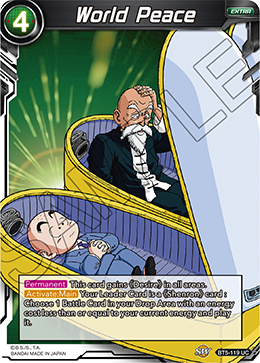 World Peace
EXTRA
4
Permanent This card gains {Desire} in all areas.
Activate:Main Your Leader Card is a ≪Shenron≫ card :
Choose 1 Battle Card in your Drop Area with an energy
cost less than or equal to your current energy and play
it.
©B.S./S., T.A.
BANDAI MADE IN JAPAN
BT5-119 UC